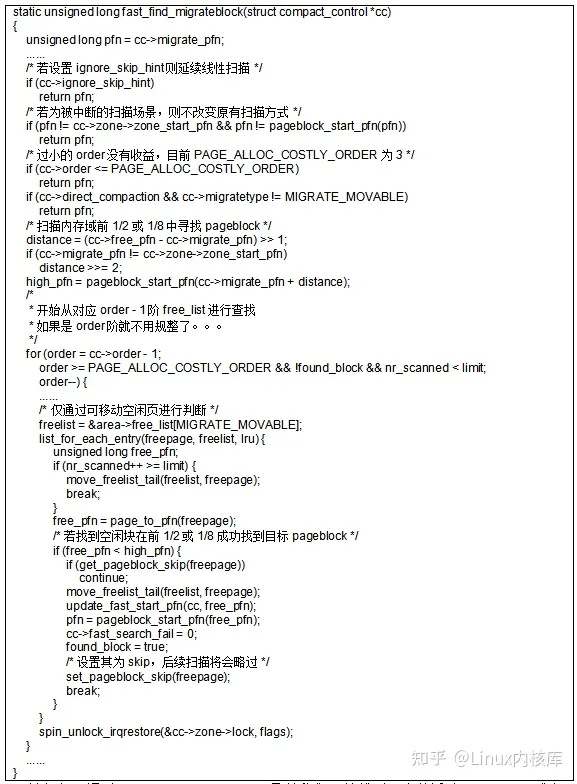 static unsigned long fast_find_migrateblock(struct compact_control *cc)
{
unsigned long pfn = cc->migrate_pfn;
......
/* 若设置 ignore_skip_hint则延续线性扫描 */
if (cc->ignore_skip_hint)
return pfn;
/* 若为被中断的扫描场景，则不改变原有扫描方式 */
if (pfn != cc->zone->zone_start_pfn && pfn != pageblock_start_pfn(pfn))
return pfn;
/* 过小的 order没有收益，目前 PAGE_ALLOC_COSTLY_ORDER 为 3 */
if (cc->order <= PAGE_ALLOC_COSTLY_ORDER)
return pfn;
if (cc->direct_compaction && cc->migratetype != MIGRATE_MOVABLE)
return pfn;
/* 扫描内存域前 1/2 或 1/8 中寻找 pageblock */
distance = (cc->free_pfn - cc->migrate_pfn) >> 1;
if (cc->migrate_pfn != cc->zone->zone_start_pfn)
distance >>= 2;
high_pfn = pageblock_start_pfn(cc->migrate_pfn + distance);
/*
* 开始从对应 order - 1阶 free_list 进行查找
* 如果是 order阶就不用规整了。。。
*/
for (order = cc->order - 1;
order >= PAGE_ALLOC_COSTLY_ORDER && !found_block && nr_scanned < limit;
order--) {
......
/* 仅通过可移动空闲页进行判断 */
freelist = &area->free_list[MIGRATE_MOVABLE];
list_for_each_entry(freepage, freelist, lru) {
unsigned long free_pfn;
if (nr_scanned++ >= limit) {
move_freelist_tail(freelist, freepage);
break;
}
free_pfn = page_to_pfn(freepage);
/* 若找到空闲块在前 1/2 或 1/8 成功找到目标 pageblock */
if (free_pfn < high_pfn) {
if (get_pageblock_skip(freepage))
continue;
move_freelist_tail(freelist, freepage);
update_fast_start_pfn(cc, free_pfn);
pfn = pageblock_start_pfn(free_pfn);
cc->fast_search_fail = 0;
found_block = true;
/* 设置其为 skip，后续扫描将会略过 */
set_pageblock_skip(freepage);
break;
}
}
spin_unlock_irqrestore(&cc->zone->lock, flags);
}
......
}
知乎 @Linux内核库